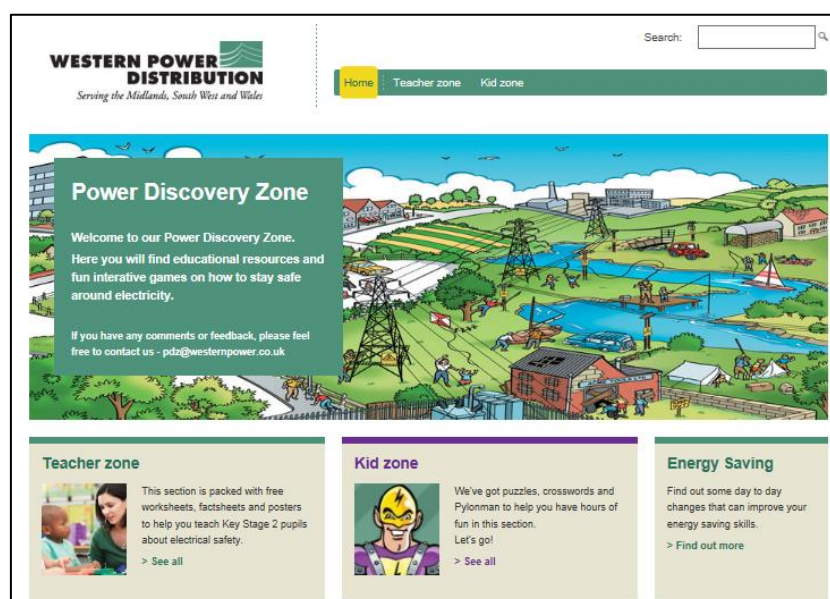 WESTERN POWER
DISTRIBUTION
Serving the Midlands, South West and Wales
Search:
Home
Teacher zone
Kid zone
Power Discovery Zone
Welcome to our Power Discovery Zone.
Here you will find educational resources and
fun interative games on how to stay safe
around electricity.
If you have any comments or feedback, please feel
free to contact us - pdz@westernpower.co.uk
Teacher zone
This section is packed with free
worksheets, factsheets and posters
to help you teach Key Stage 2 pupils
about electrical safety.
> See all
Kid zone
We've got puzzles, crosswords and
Pylonman to help you have hours of
fun in this section.
Let's go!
> See all
Energy Saving
Find out some day to day
changes that can improve your
energy saving skills.
> Find out more